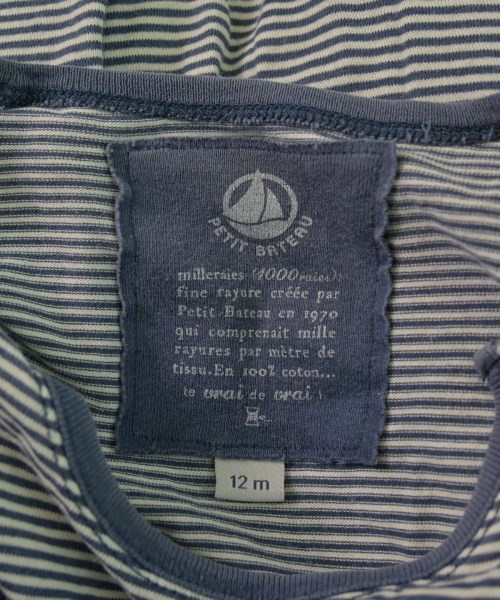 PETIT BATEAU
milleraies (1000raies):
fine rayure créée par
Petit-Bateau en 1970
qui comprenait mille
rayures par mètre de
tissu.En 100% coton...
le vrai de vrai !
12 m